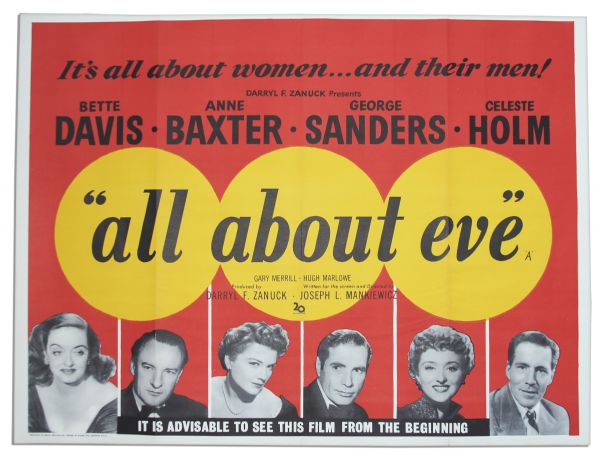 It's all about women...and their men!
DARRYL F. ZANUCK Presents
BETTE ANNE GEORGE CELESTE
DAVIS · BAXTER · SANDERS · HOLM
"all about eve" 'A'
GARY MERRILL - HUGH MARLOWE
Produced by Written for the screen and Directed by
DARRYL F. ZANUCK · JOSEPH L. MANKIEWICZ
20
IT IS ADVISABLE TO SEE THIS FILM FROM THE BEGINNING